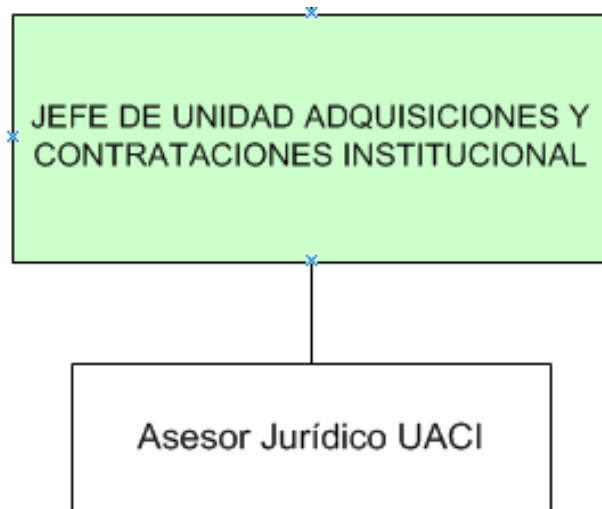 JEFE DE UNIDAD ADQUISICIONES Y
CONTRATACIONES INSTITUCIONAL
Asesor Jurídico UACI